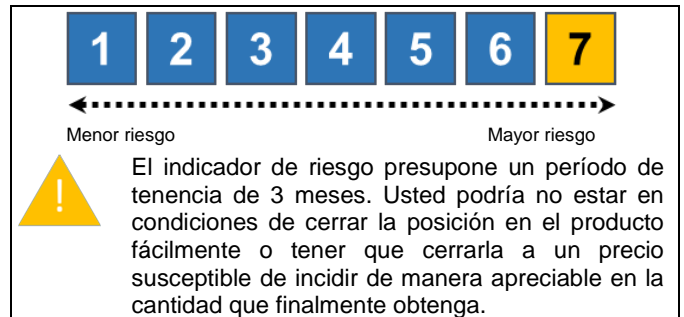 1 2 3 4 5 6 7
Menor riesgo Mayor riesgo
!
El indicador de riesgo presupone un período de
tenencia de 3 meses. Usted podría no estar en
condiciones de cerrar la posición en el producto
fácilmente o tener que cerrarla a un precio
susceptible de incidir de manera apreciable en la
cantidad que finalmente obtenga.